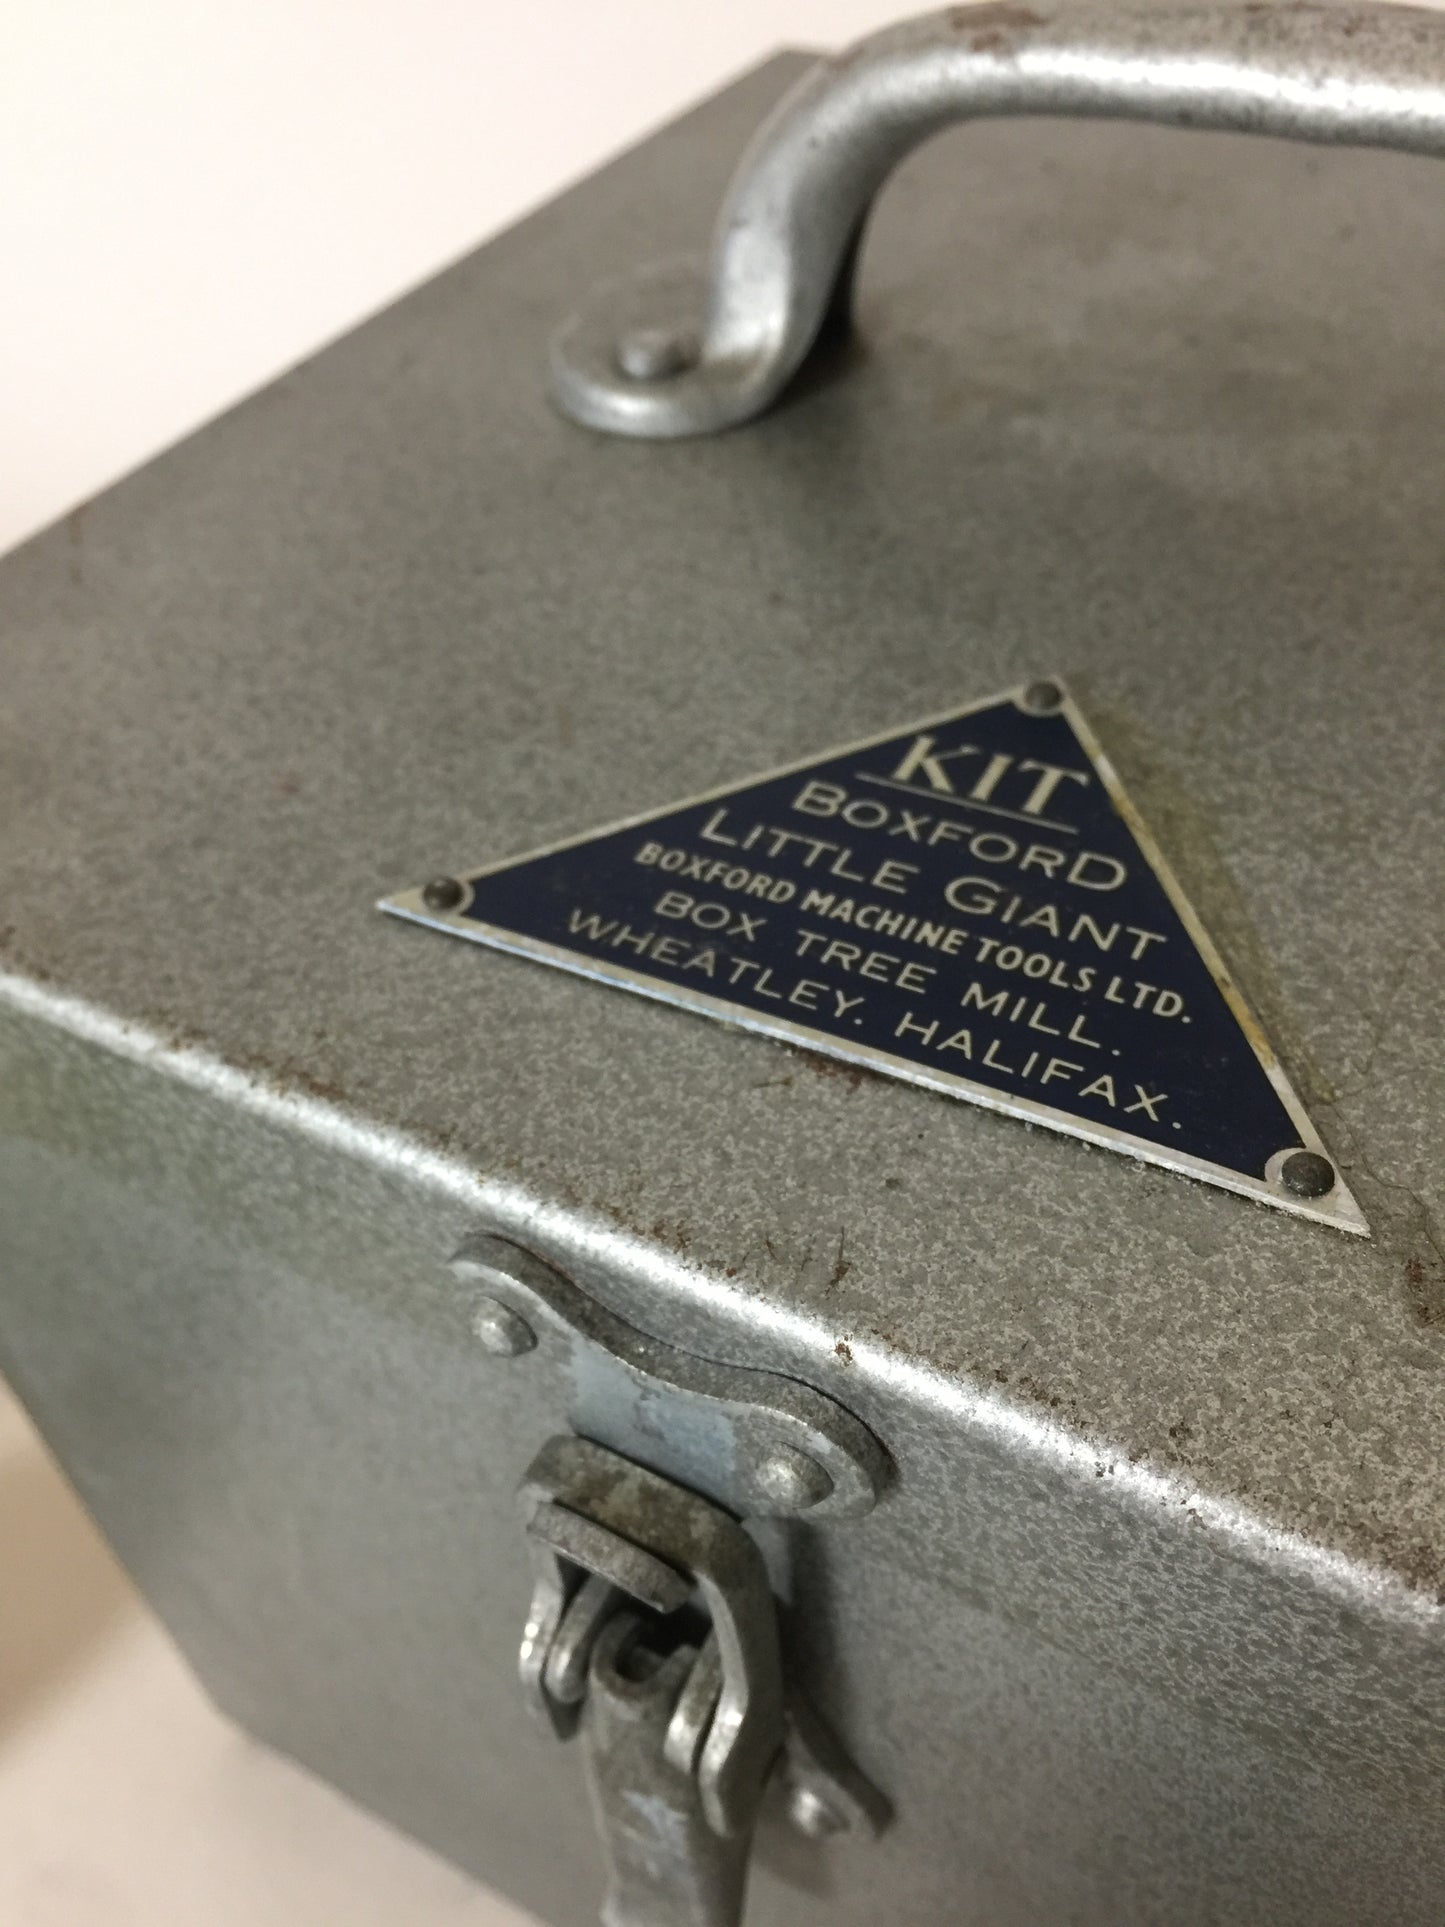 KIT
BOXFORD
LITTLE GIANT
BOXFORD MACHINE TOOLS LTD.
BOX TREE MILL.
WHEATLEY. HALIFAX.